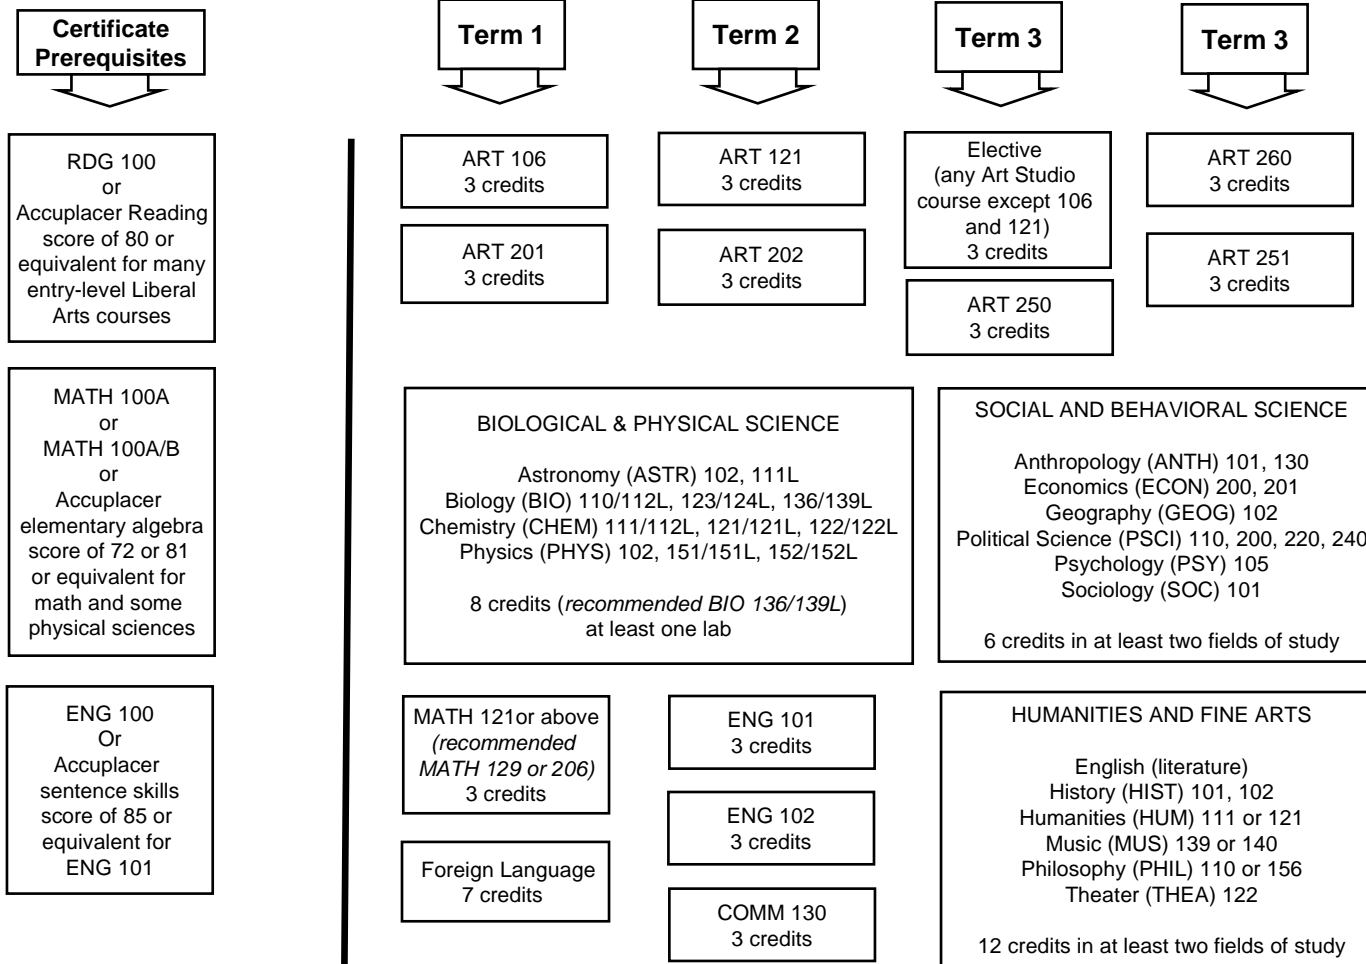 Certificate
Prerequisites
Term 1
Term 2
Term 3
Term 3
RDG 100
or
Accuplacer Reading
score of 80 or
equivalent for many
entry-level Liberal
Arts courses
ART 106
3 credits
ART 201
3 credits
ART 121
3 credits
ART 202
3 credits
Elective
(any Art Studio
course except 106
and 121)
3 credits
ART 250
3 credits
ART 260
3 credits
ART 251
3 credits
MATH 100A
or
MATH 100A/B
or
Accuplacer
elementary algebra
score of 72 or 81
or equivalent for
math and some
physical sciences
BIOLOGICAL & PHYSICAL SCIENCE
Astronomy (ASTR) 102, 111L
Biology (BIO) 110/112L, 123/124L, 136/139L
Chemistry (CHEM) 111/112L, 121/121L, 122/122L
Physics (PHYS) 102, 151/151L, 152/152L
8 credits (recommended BIO 136/139L)
at least one lab
SOCIAL AND BEHAVIORAL SCIENCE
Anthropology (ANTH) 101, 130
Economics (ECON) 200, 201
Geography (GEOG) 102
Political Science (PSCI) 110, 200, 220, 240
Psychology (PSY) 105
Sociology (SOC) 101
6 credits in at least two fields of study
ENG 100
Or
Accuplacer
sentence skills
score of 85 or
equivalent for
ENG 101
MATH 121or above
(recommended
MATH 129 or 206)
3 credits
Foreign Language
7 credits
ENG 101
3 credits
ENG 102
3 credits
COMM 130
3 credits
HUMANITIES AND FINE ARTS
English (literature)
History (HIST) 101, 102
Humanities (HUM) 111 or 121
Music (MUS) 139 or 140
Philosophy (PHIL) 110 or 156
Theater (THEA) 122
12 credits in at least two fields of study